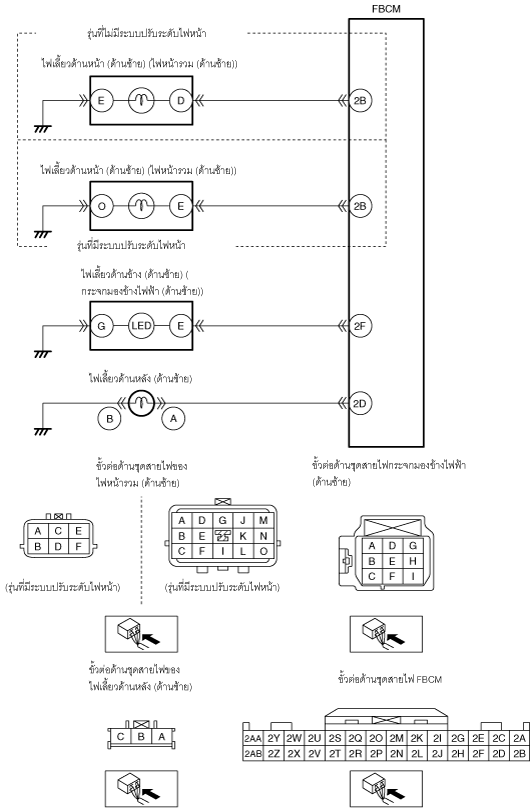 FBCM
รุ่นที่ไม่มีระบบปรับระดับไฟหน้า
ไฟเลี้ยวด้านหน้า (ด้านซ้าย) (ไฟหน้ารวม (ด้านซ้าย))
E D 2B
ไฟเลี้ยวด้านหน้า (ด้านซ้าย) (ไฟหน้ารวม (ด้านซ้าย))
O E 2B
รุ่นที่มีระบบปรับระดับไฟหน้า
ไฟเลี้ยวด้านข้าง (ด้านซ้าย) (
กระจกมองข้างไฟฟ้า (ด้านซ้าย))
G LED E 2F
ไฟเลี้ยวด้านหลัง (ด้านซ้าย)
2D
B A
ขั้วต่อด้านชุดสายไฟของ
ไฟหน้ารวม (ด้านซ้าย)
ขั้วต่อด้านชุดสายไฟกระจกมองข้างไฟฟ้า
(ด้านซ้าย)
A C E
B D F
A D G J M
B E K N
C F I L O
A D G
B E H
C F I
(รุ่นที่มีระบบปรับระดับไฟหน้า)
(รุ่นที่มีระบบปรับระดับไฟหน้า)
ขั้วต่อด้านชุดสายไฟของ
ไฟเลี้ยวด้านหลัง (ด้านซ้าย)
ขั้วต่อด้านชุดสายไฟ FBCM
C B A
2AA 2Y 2W 2U 2S 2Q 2O 2M 2K 2I 2G 2E 2C 2A
2AB 2Z 2X 2V 2T 2R 2P 2N 2L 2J 2H 2F 2D 2B